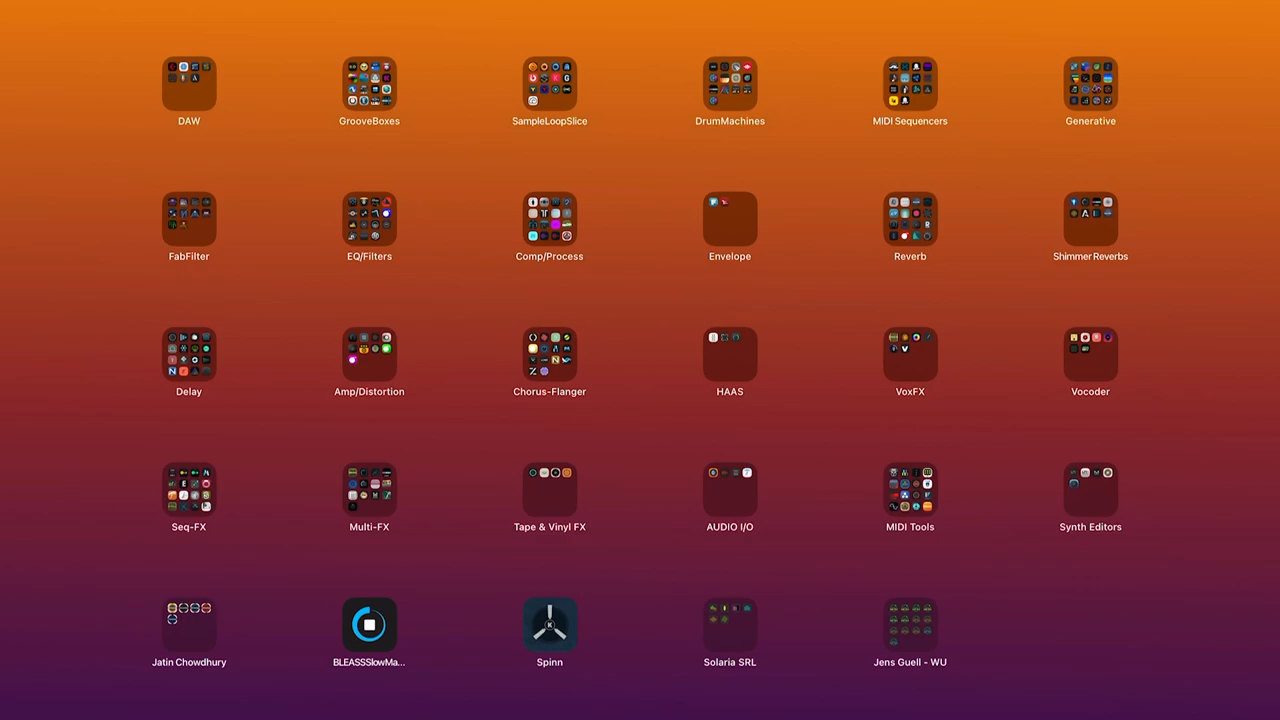 DAW
GrooveBoxes
SampleLoopSlice
DrumMachines
MIDI Sequencers
Generative
FabFilter
EQ/Filters
Comp/Process
Envelope
Reverb
Shimmer Reverbs
Delay
Amp/Distortion
Chorus-Flanger
HAAS
VoxFX
Vocoder
Seq-FX
Multi-FX
Tape & Vinyl FX
AUDIO I/O
MIDI Tools
Synth Editors
K
Jatin Chowdhury
BLEASSSlowMa...
Spinn
Solaria SRL
Jens Guell - WU